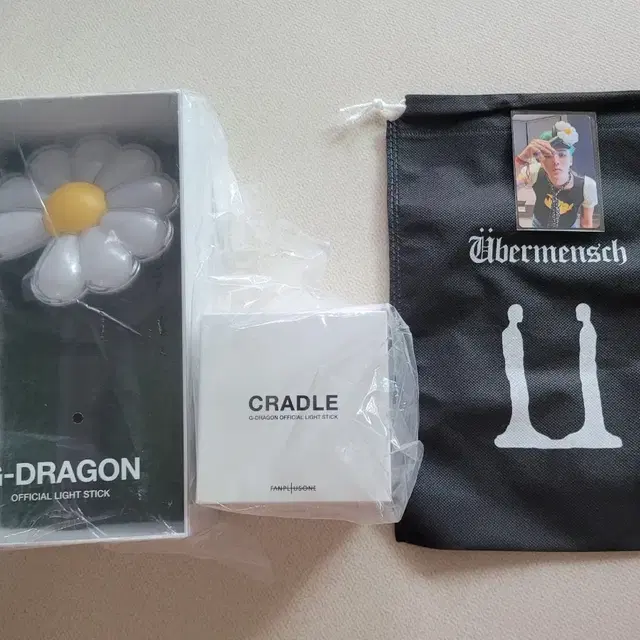 G-DRAGON
OFFICIAL LIGHT STICK
CRADLE
G-DRAGON OFFICIAL LIGHT STICK
FANPLUSONE
Übermensch